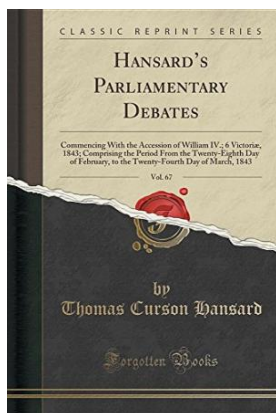 CLASSIC REPRINT SERIES
HANSARD'S
PARLIAMENTARY
DEBATES
Commencing With the Accession of William IV.; 6 Victoriæ,
1843; Comprising the Period From the Twenty-Eighth Day
of February, to the Twenty-Fourth Day of March, 1843
Vol. 67
by
Thomas Curson Hansard
Forgotten Books